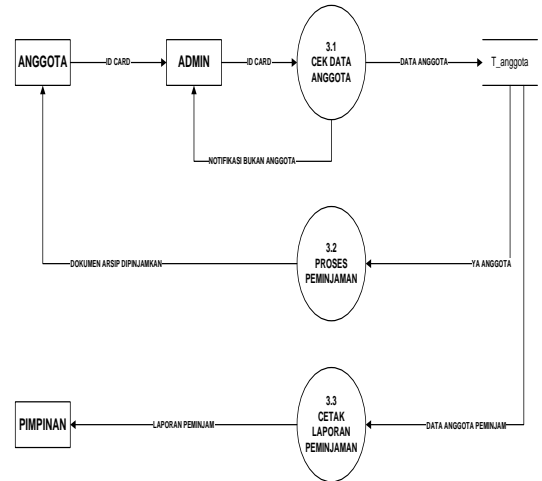 ANGGOTA
ID CARD
ADMIN
ID CARD
3.1
CEK DATA
ANGGOTA
DATA ANGGOTA
T_anggota
NOTIFIKASI BUKAN ANGGOTA
DOKUMEN ARSIP DIPINJAMKAN
3.2
PROSES
PEMINJAMAN
YA ANGGOTA
PIMPINAN
LAPORAN PEMINJAM
3.3
CETAK
LAPORAN
PEMINJAMAN
DATA ANGGOTA PEMINJAM